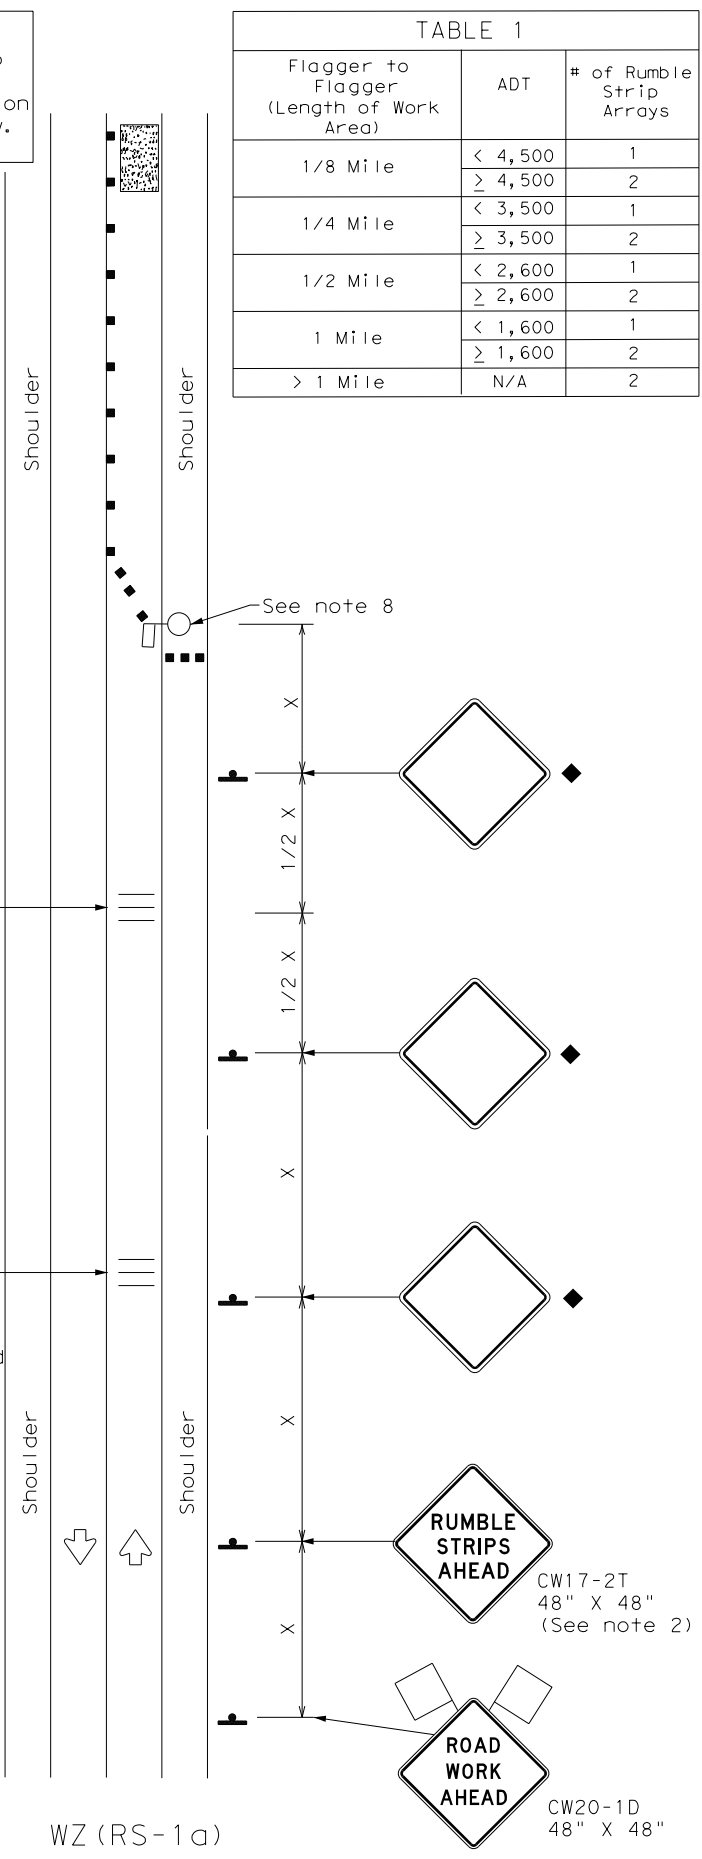 on
TABLE 1
Flagger to
Flagger
(Length of Work
Area)
ADT
# of Rumble
Strip
Arrays
1/8 Mile
< 4,500
1
≥ 4,500
2
1/4 Mile
< 3,500
1
≥ 3,500
2
1/2 Mile
< 2,600
1
≥ 2,600
2
1 Mile
< 1,600
1
≥ 1,600
2
> 1 Mile
N/A
2
Shoulder
Shoulder
See note 8
X
1/2 X
1/2 X
X
X
X
Shoulder
Shoulder
RUMBLE
STRIPS
AHEAD
CW17-2T
48" X 48"
(See note 2)
ROAD
WORK
AHEAD
CW20-1D
48" X 48"
WZ(RS-1a)